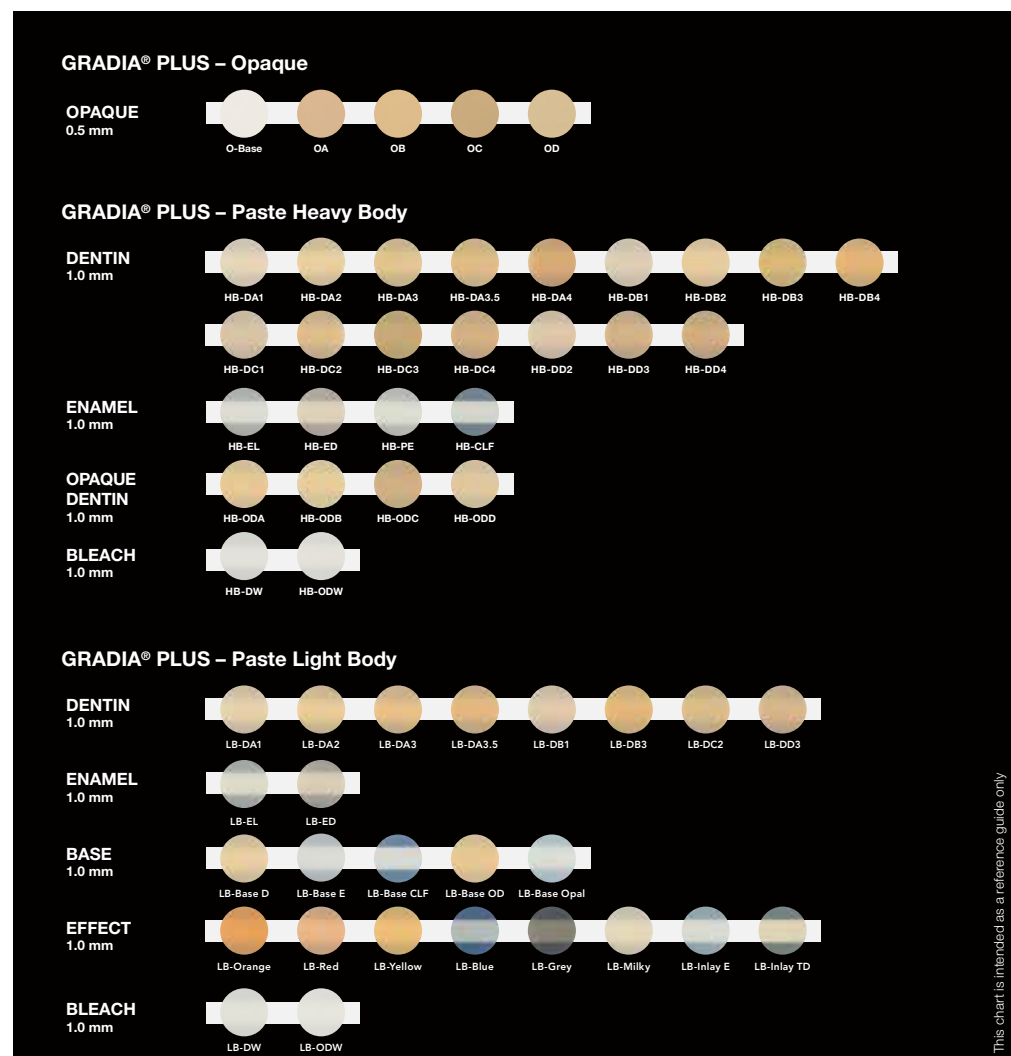 GRADIA® PLUS – Opaque
OPAQUE
0.5 mm
O-Base OA OB OC OD
GRADIA® PLUS – Paste Heavy Body
DENTIN
1.0 mm
HB-DA1 HB-DA2 HB-DA3 HB-DA3.5 HB-DA4 HB-DB1 HB-DB2 HB-DB3 HB-DB4
HB-DC1 HB-DC2 HB-DC3 HB-DC4 HB-DD2 HB-DD3 HB-DD4
ENAMEL
1.0 mm
HB-EL HB-ED HB-PE HB-CLF
OPAQUE
DENTIN
1.0 mm
HB-ODA HB-ODB HB-ODC HB-ODD
BLEACH
1.0 mm
HB-DW HB-ODW
GRADIA® PLUS – Paste Light Body
DENTIN
1.0 mm
LB-DA1 LB-DA2 LB-DA3 LB-DA3.5 LB-DB1 LB-DB3 LB-DC2 LB-DD3
ENAMEL
1.0 mm
LB-EL LB-ED
BASE
1.0 mm
LB-Base D LB-Base E LB-Base CLF LB-Base OD LB-Base Opal
EFFECT
1.0 mm
LB-Orange LB-Red LB-Yellow LB-Blue LB-Grey LB-Milky LB-Inlay E LB-Inlay TD
BLEACH
1.0 mm
LB-DW LB-ODW
This chart is intended as a reference guide only